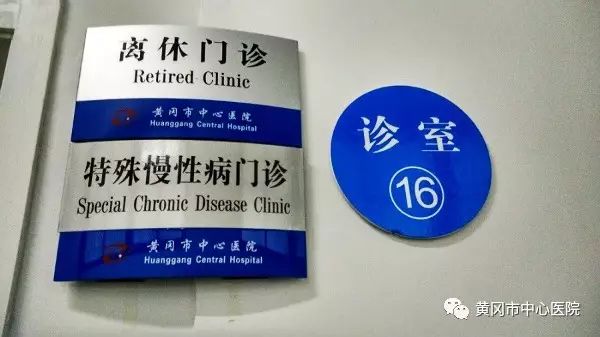 离休门诊
Retired Clinic
黄冈市中心医院
Huanggang Central Hospital
特殊慢性病门诊
Special Chronic Disease Clinic
黄冈市中心医院
Huanggang Central Hospital
诊室
16
黄冈市中心医院